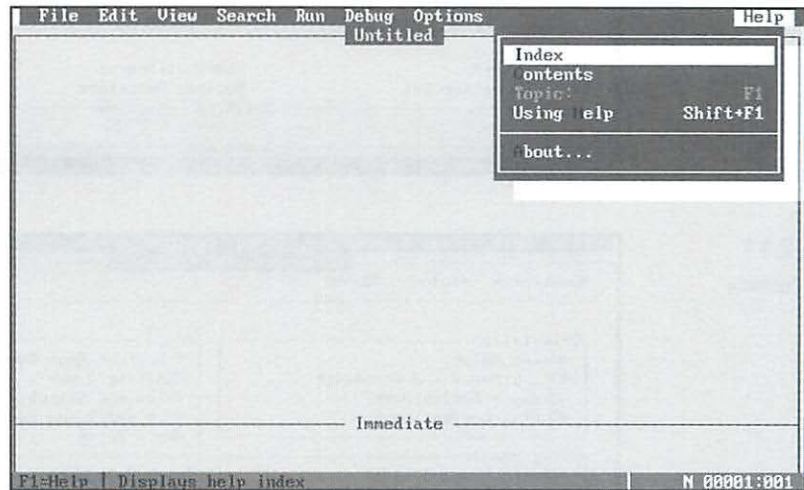 File Edit View Search Run Debug Options Help
Untitled
Index
ontents
Topic: F1
Using elp Shift+F1
bout...
Immediate
F1=Help | Displays help index N 00001:001